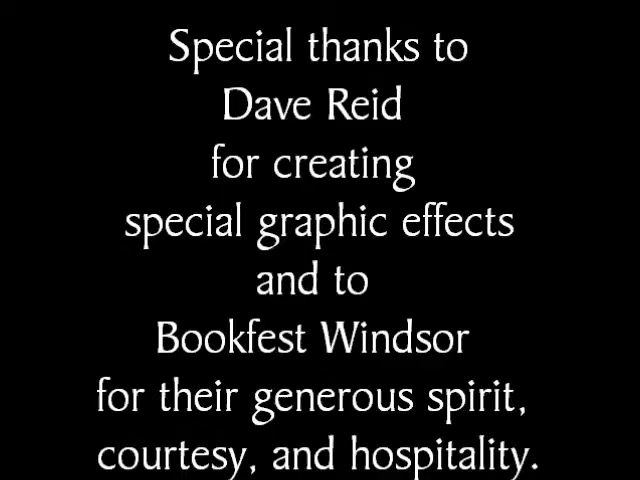 Special thanks to
Dave Reid
for creating
special graphic effects
and to
Bookfest Windsor
for their generous spirit,
courtesy, and hospitality.